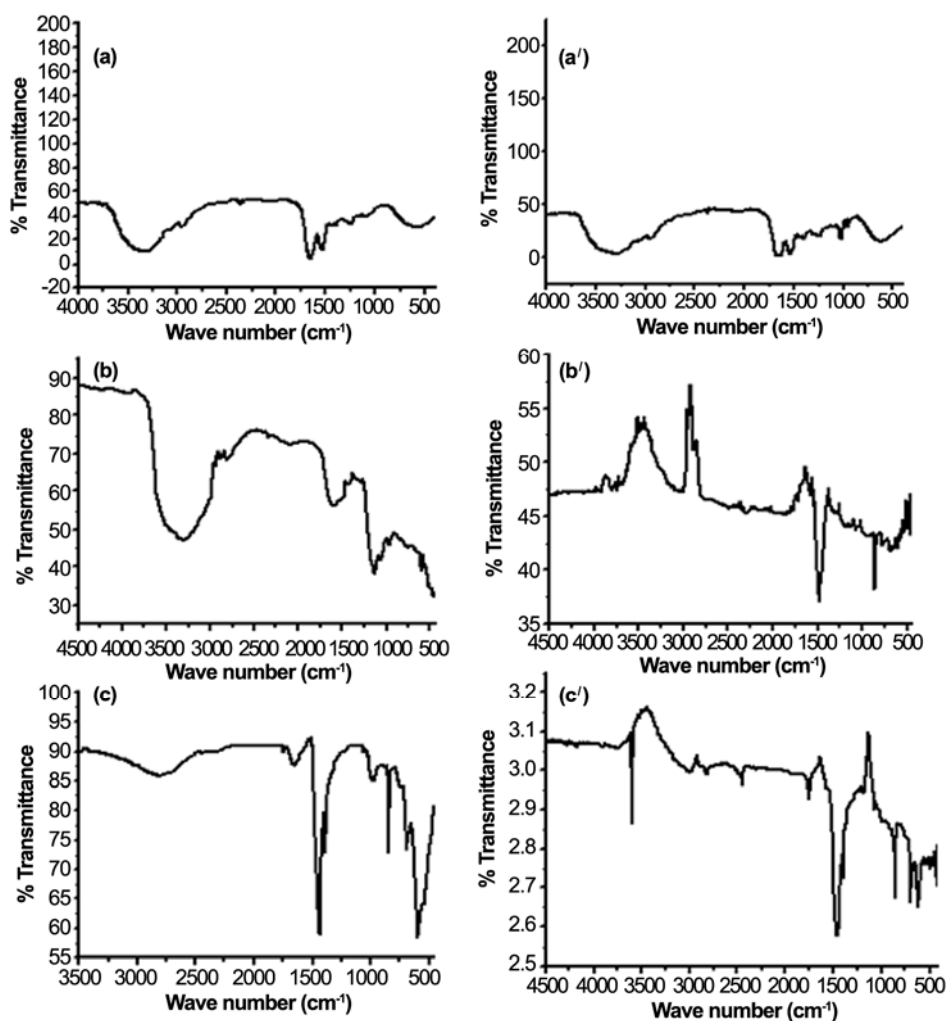 (a)
% Transmittance
200
180
160
140
120
100
80
60
40
20
0
-20
4000 3500 3000 2500 2000 1500 1000 500
Wave number (cm⁻¹)
(a/)
% Transmittance
200
150
100
50
0
4000 3500 3000 2500 2000 1500 1000 500
Wave number (cm⁻¹)
(b)
% Transmittance
90
80
70
60
50
40
30
4500 4000 3500 3000 2500 2000 1500 1000 500
Wave number (cm⁻¹)
(b/)
% Transmittance
60
55
50
45
40
35
4500 4000 3500 3000 2500 2000 1500 1000 500
Wave number (cm⁻¹)
(c)
% Transmittance
100
95
90
85
80
75
70
65
60
55
3500 3000 2500 2000 1500 1000 500
Wave number (cm⁻¹)
(c/)
% Transmittance
3.2
3.1
3.0
2.9
2.8
2.7
2.6
2.5
4500 4000 3500 3000 2500 2000 1500 1000 500
Wave number (cm⁻¹)